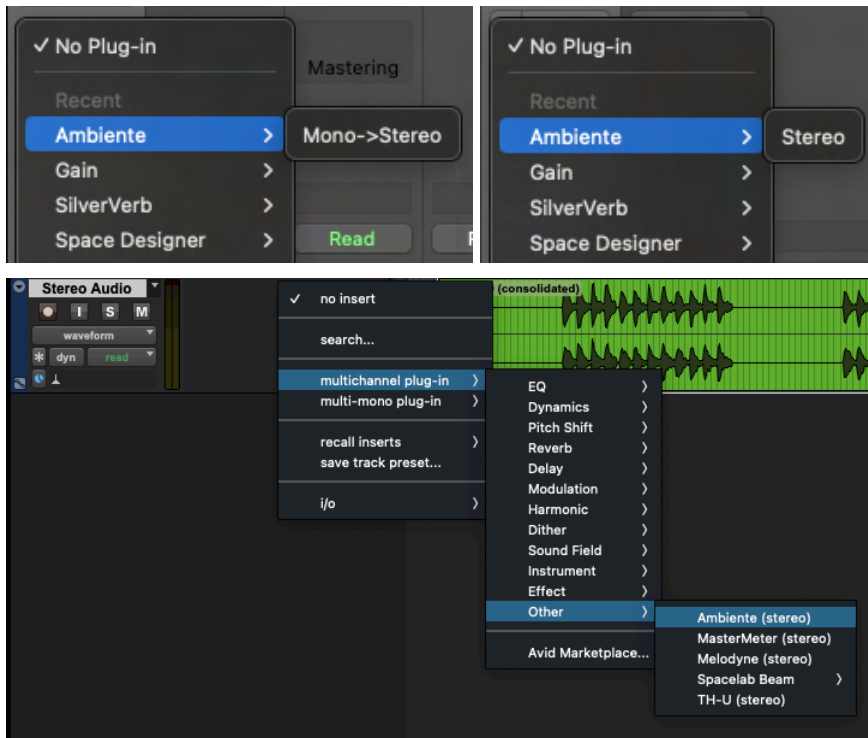 ✓ No Plug-in
Mastering
Recent
Ambiente > Mono->Stereo
Gain >
SilverVerb >
Space Designer >
Read
✓ No Plug-in
Recent
Ambiente > Stereo
Gain >
SilverVerb >
Space Designer >
Stereo Audio
I S M
waveform
dyn read
(consolidated)
✓ no insert
search...
multichannel plug-in >
multi-mono plug-in >
recall inserts >
save track preset...
i/o >
EQ >
Dynamics >
Pitch Shift >
Reverb >
Delay >
Modulation >
Harmonic >
Dither >
Sound Field >
Instrument >
Effect >
Other >
Avid Marketplace...
Ambiente (stereo)
MasterMeter (stereo)
Melodyne (stereo)
Spacelab Beam >
TH-U (stereo)